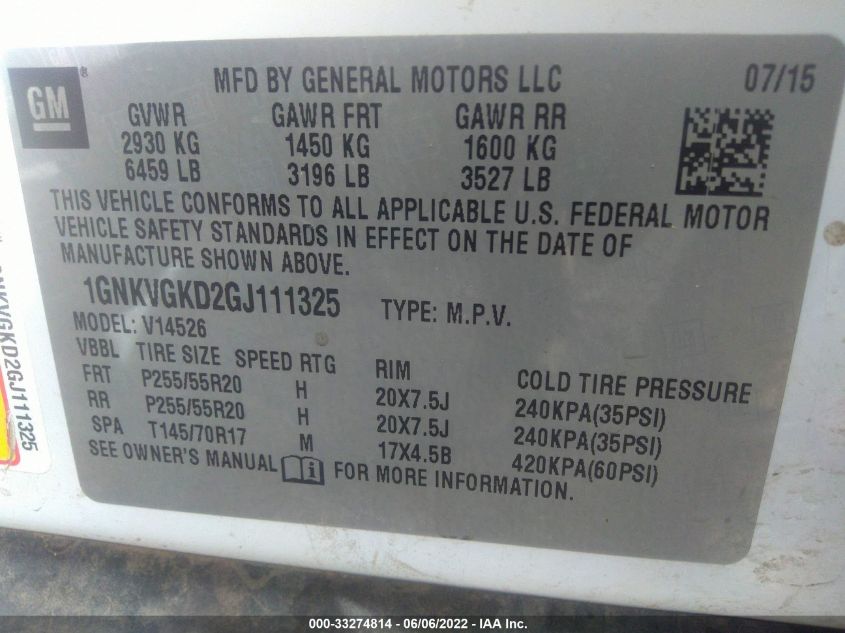 GM ®
MFD BY GENERAL MOTORS LLC 07/15
GVWR GAWR FRT GAWR RR
2930 KG 1450 KG 1600 KG
6459 LB 3196 LB 3527 LB
THIS VEHICLE CONFORMS TO ALL APPLICABLE U.S. FEDERAL MOTOR
VEHICLE SAFETY STANDARDS IN EFFECT ON THE DATE OF
MANUFACTURE SHOWN ABOVE.
1GNKVGKD2GJ111325 TYPE: M.P.V.
MODEL: V14526
VBBL TIRE SIZE SPEED RTG RIM COLD TIRE PRESSURE
FRT P255/55R20 H 20X7.5J 240KPA(35PSI)
RR P255/55R20 H 20X7.5J 240KPA(35PSI)
SPA T145/70R17 M 17X4.5B 420KPA(60PSI)
SEE OWNER'S MANUAL i FOR MORE INFORMATION.
NKVGKD2GJ111325
000-33274814 - 06/06/2022 - IAA Inc.